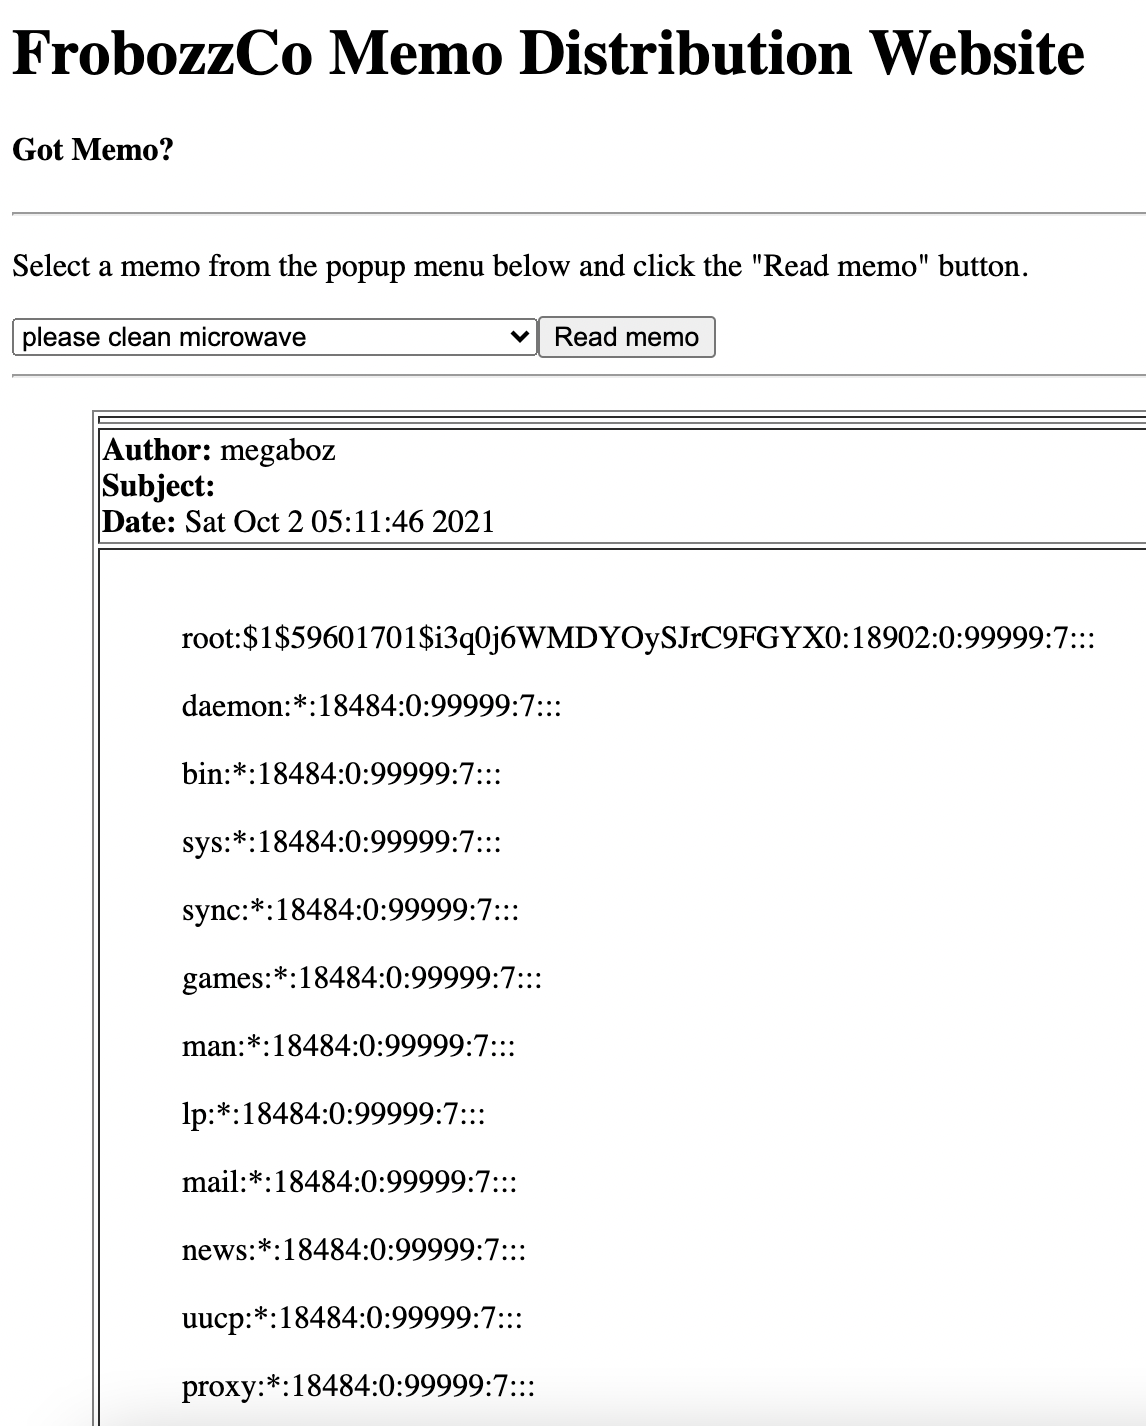 FrobozzCo Memo Distribution Website
Got Memo?
Select a memo from the popup menu below and click the "Read memo" button.
please clean microwave
Read memo
Author: megaboz
Subject:
Date: Sat Oct 2 05:11:46 2021
root:$1$59601701$i3q0j6WMDYOySJrC9FGYX0:18902:0:99999:7:::
daemon:*:18484:0:99999:7:::
bin:*:18484:0:99999:7:::
sys:*:18484:0:99999:7:::
sync:*:18484:0:99999:7:::
games:*:18484:0:99999:7:::
man:*:18484:0:99999:7:::
lp:*:18484:0:99999:7:::
mail:*:18484:0:99999:7:::
news:*:18484:0:99999:7:::
uucp:*:18484:0:99999:7:::
proxy:*:18484:0:99999:7:::